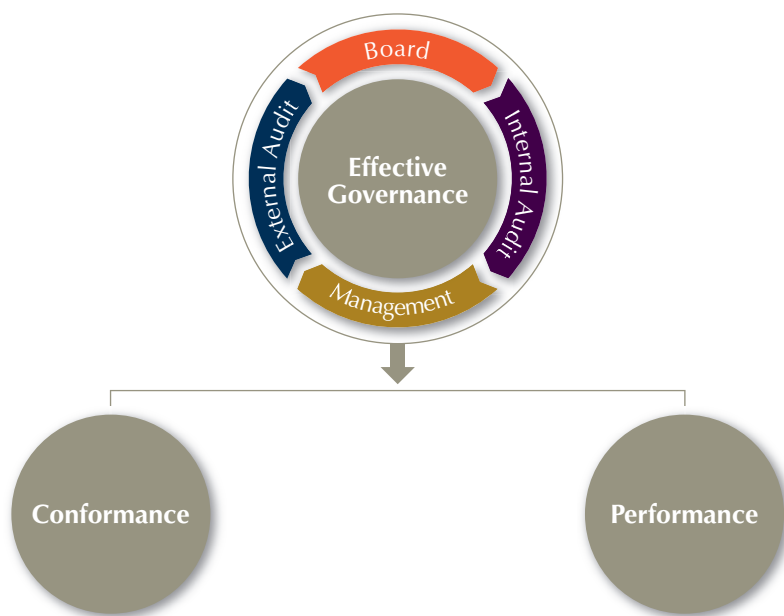 Board
External Audit
Internal Audit
Effective
Governance
Management
Conformance
Performance